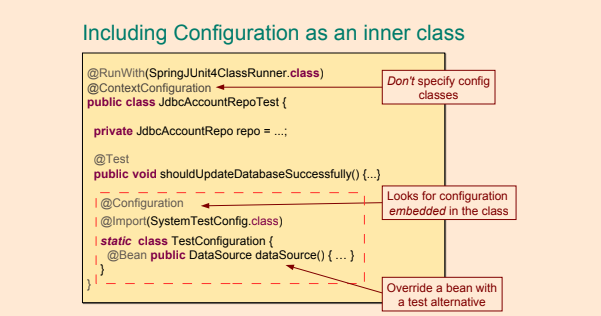 Including Configuration as an inner class
@RunWith(SpringJUnit4ClassRunner.class)
@ContextConfiguration
public class JdbcAccountRepoTest {
Don't specify config
classes
private JdbcAccountRepo repo = ...;
@Test
public void shouldUpdateDatabaseSuccessfully() {...}
@Configuration
Looks for configuration
embedded in the class
@Import(SystemTestConfig.class)
static class TestConfiguration {
@Bean public DataSource dataSource() { … }
}
}
Override a bean with
a test alternative